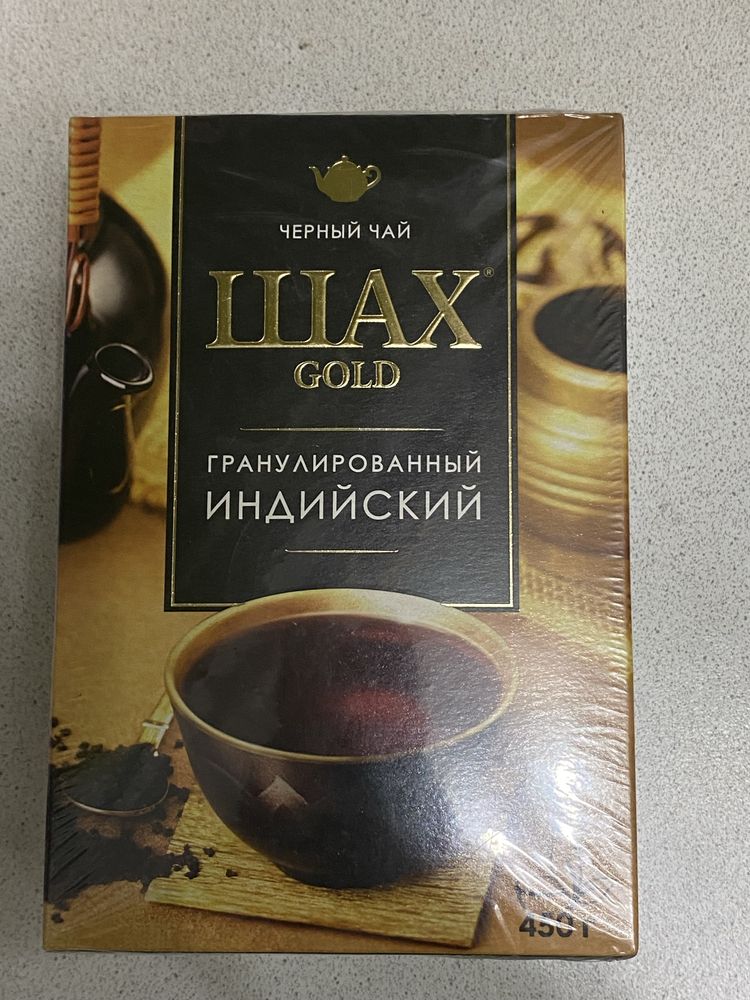 ЧЕРНЫЙ ЧАЙ
ШАХ®
GOLD
ГРАНУЛИРОВАННЫЙ
ИНДИЙСКИЙ
450 г